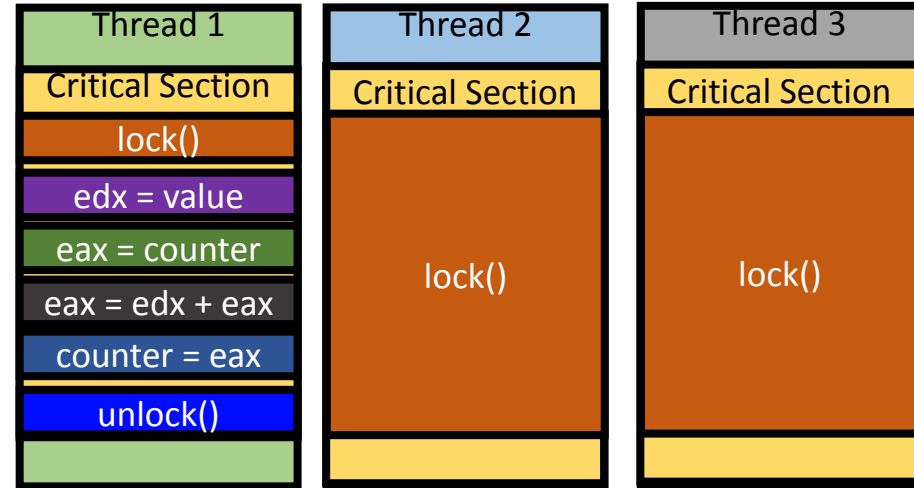 Thread 1
Critical Section
lock()
edx = value
eax = counter
eax = edx + eax
counter = eax
unlock()
Thread 2
Critical Section
lock()
Thread 3
Critical Section
lock()